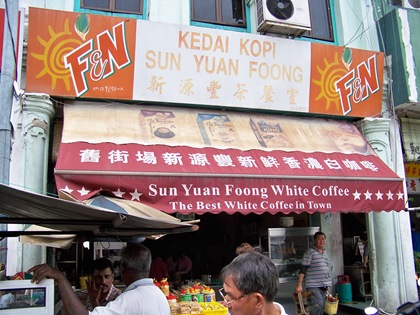 F&N
KEDAI KOPI
SUN YUAN FOONG
新源豐茶餐室
F&N
舊街場新源豐新鮮香濃白咖啡
Sun Yuan Foong White Coffee
The Best White Coffee in Town